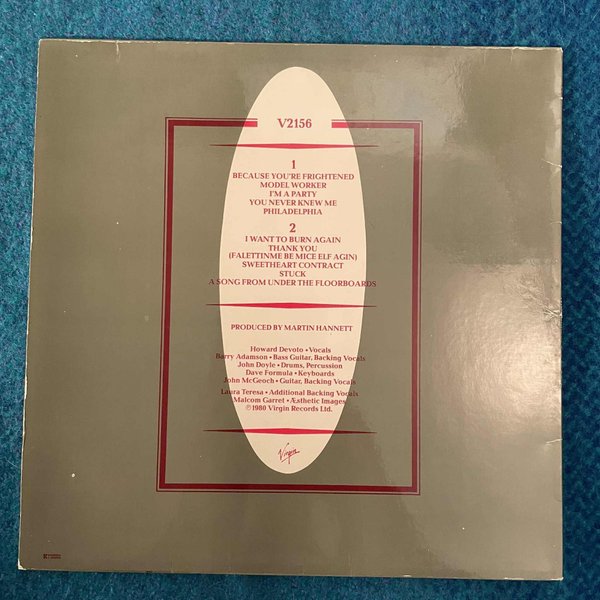 V2156
1
BECAUSE YOU'RE FRIGHTENED
MODEL WORKER
I'M A PARTY
YOU NEVER KNEW ME
PHILADELPHIA
2
I WANT TO BURN AGAIN
THANK YOU
(FALETTINME BE MICE ELF AGIN)
SWEETHEART CONTRACT
STUCK
A SONG FROM UNDER THE FLOORBOARDS
PRODUCED BY MARTIN HANNETT
Howard Devoto • Vocals
Barry Adamson • Bass Guitar, Backing Vocals
John Doyle • Drums, Percussion
Dave Formula • Keyboards
John McGeoch • Guitar, Backing Vocals
Laura Teresa • Additional Backing Vocals
Malcom Garret • Æsthetic Images
℗ 1980 Virgin Records Ltd.
Virgin